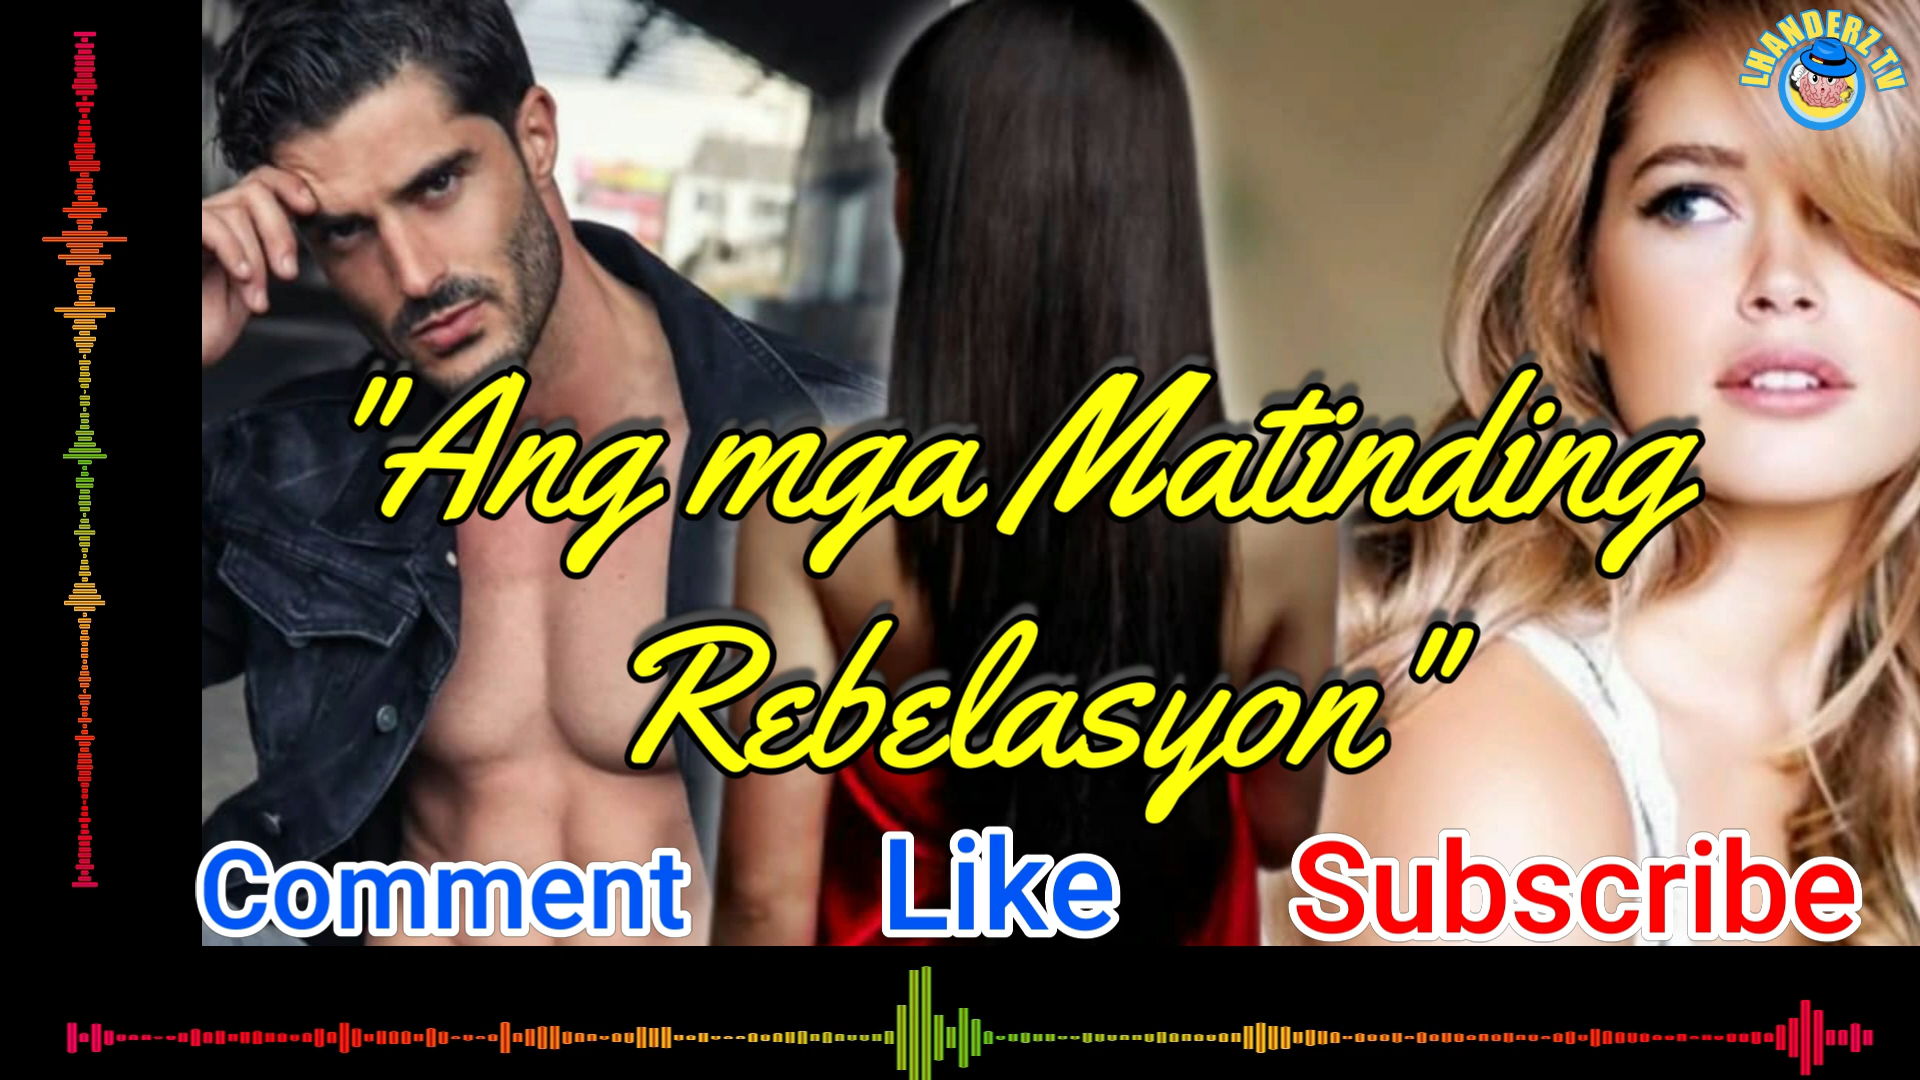 LHANDERZ TV
"Ang mga Matinding
Rebelasyon"
Comment Like Subscribe